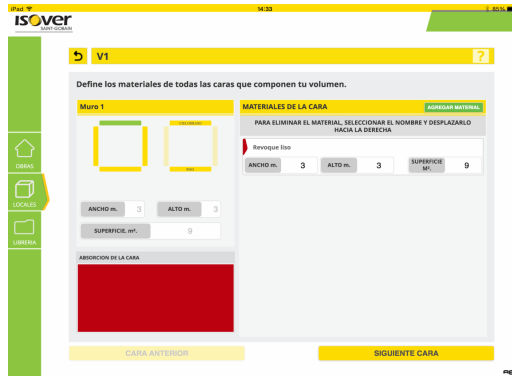 iPad
14:33
85%
ISOVER
SAINT-GOBAIN
V1
?
Define los materiales de todas las caras que componen tu volumen.
Muro 1
CIELORRASO
PISO
ANCHO m. 3 ALTO m. 3
SUPERFICIE. m². 9
ABSORCION DE LA CARA
MATERIALES DE LA CARA AGREGAR MATERIAL
PARA ELIMINAR EL MATERIAL, SELECCIONAR EL NOMBRE Y DESPLAZARLO
HACIA LA DERECHA
Revoque liso
ANCHO m. 3 ALTO m. 3 SUPERFICIE
M². 9
OBRAS
LOCALES
LIBRERIA
CARA ANTERIOR
SIGUIENTE CARA